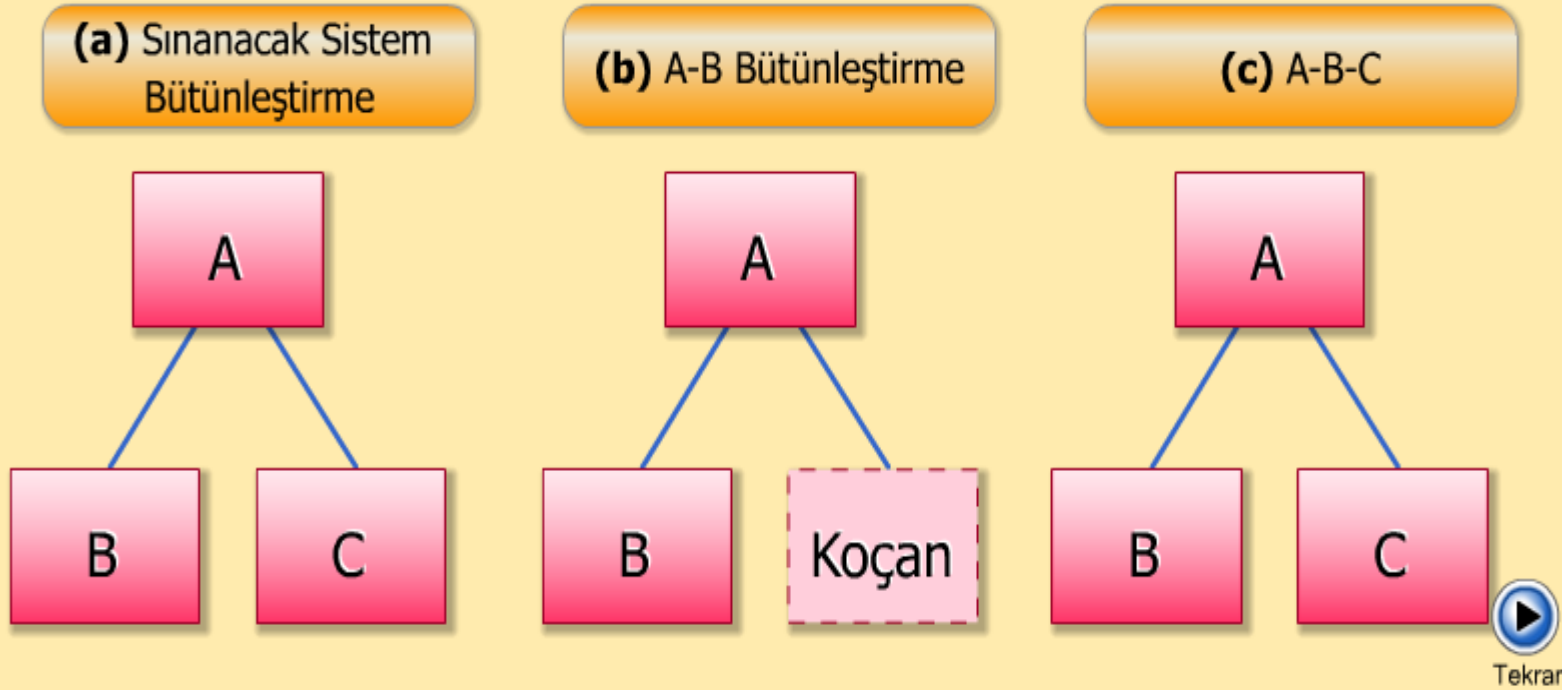 (a) Sınanacak Sistem
Bütünleştirme
(b) A-B Bütünleştirme
(c) A-B-C
A
A
A
B
C
B
Koçan
B
C
Tekrar